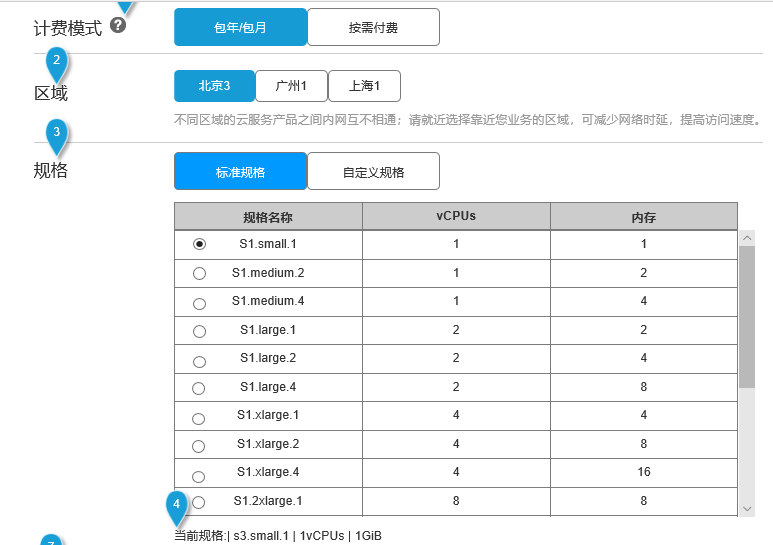 计费模式 ? 包年/包月 按需付费
2
区域 北京3 广州1 上海1
不同区域的云服务产品之间内网互不相通；请就近选择靠近您业务的区域，可减少网络时延，提高访问速度。
3
规格 标准规格 自定义规格
规格名称 vCPUs 内存
S1.small.1 1 1
S1.medium.2 1 2
S1.medium.4 1 4
S1.large.1 2 2
S1.large.2 2 4
S1.large.4 2 8
S1.xlarge.1 4 4
S1.xlarge.2 4 8
S1.xlarge.4 4 16
S1.2xlarge.1 8 8
4
当前规格:| s3.small.1 | 1vCPUs | 1GiB